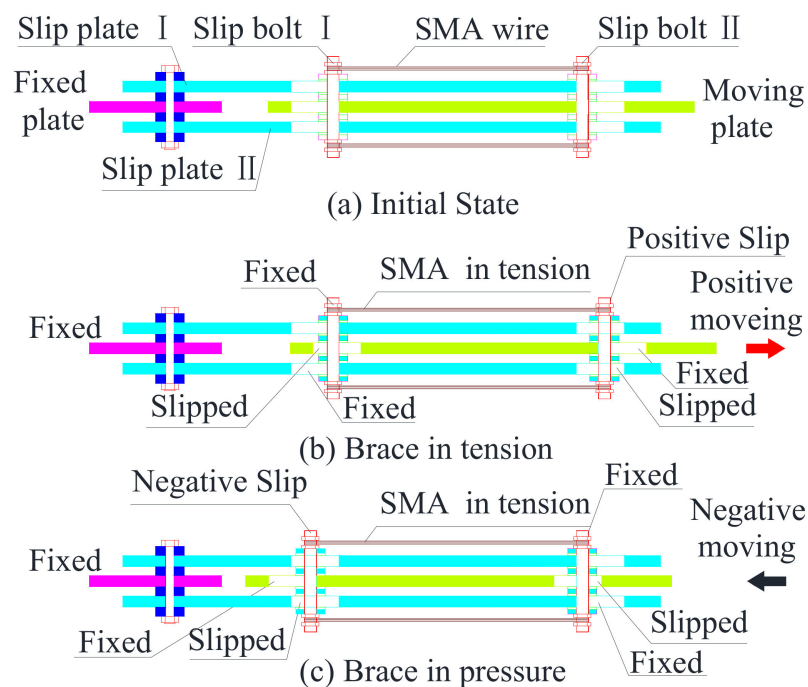 Slip plate Ⅰ
Slip bolt Ⅰ
SMA wire
Slip bolt Ⅱ
Fixed
plate
Moving
plate
Slip plate Ⅱ
(a) Initial State
Positive Slip
Fixed
SMA in tension
Positive
moveing
Fixed
Fixed
Slipped
Fixed
Slipped
(b) Brace in tension
Negative Slip
Fixed
SMA in tension
Negative
moving
Fixed
Fixed
Slipped
Slipped
Fixed
(c) Brace in pressure